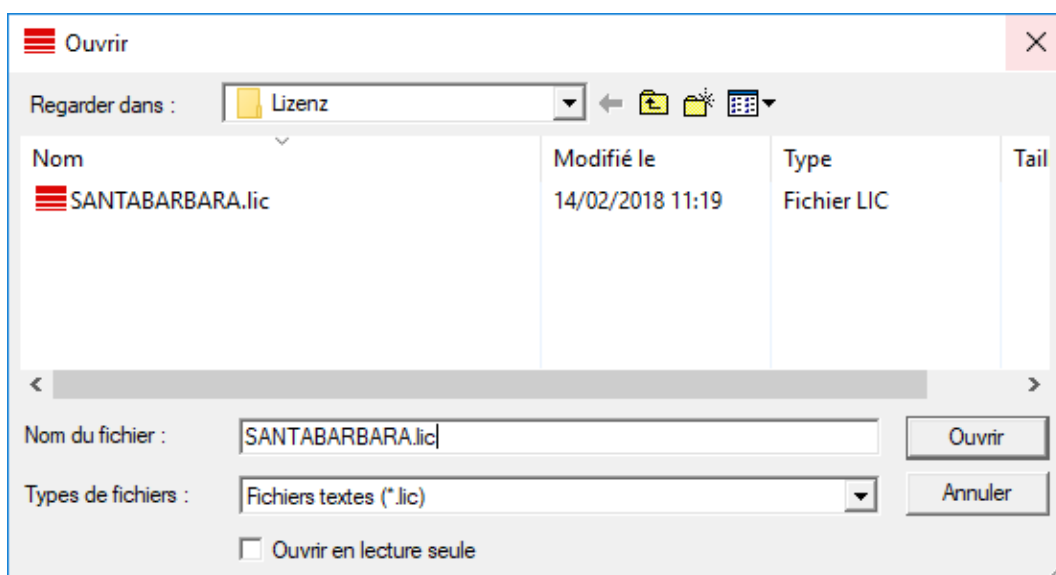 Ouvrir
Regarder dans : Lizenz
Nom Modifié le Type Tail
SANTABARBARA.lic 14/02/2018 11:19 Fichier LIC
Nom du fichier : SANTABARBARA.lic Ouvrir
Types de fichiers : Fichiers textes (*.lic) Annuler
Ouvrir en lecture seule